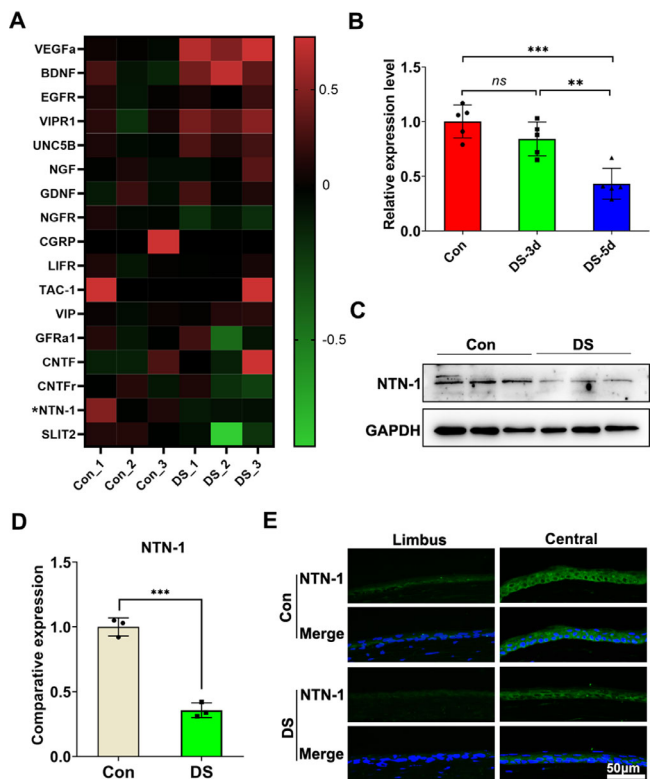 A
VEGFa
BDNF
EGFR
VIPR1
UNC5B
NGF
GDNF
NGFR
CGRP
LIFR
TAC-1
VIP
GFRa1
CNTF
CNTFr
*NTN-1
SLIT2
Con_1
Con_2
Con_3
DS_1
DS_2
DS_3
0.5
0
-0.5
B
Relative expression level
1.5
1.0
0.5
0.0
***
ns
**
Con
DS-3d
DS-5d
C
Con DS
NTN-1
GAPDH
D
NTN-1
Comparative expression
1.5
1.0
0.5
0.0
***
Con DS
E
Limbus Central
Con
NTN-1
Merge
DS
NTN-1
Merge
50μm